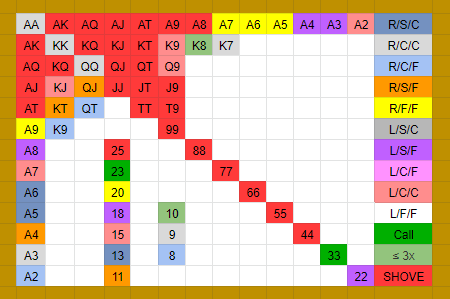 AA AK AQ AJ AT A9 A8 A7 A6 A5 A4 A3 A2 R/S/C
AK KK KQ KJ KT K9 K8 K7 R/C/C
AQ KQ QQ QJ QT Q9 R/C/F
AJ KJ QJ JJ JT J9 R/S/F
AT KT QT TT T9 R/F/F
A9 K9 99 L/S/C
A8 25 88 L/S/F
A7 23 77 L/C/F
A6 20 66 L/C/C
A5 18 10 55 L/F/F
A4 15 9 44 Call
A3 13 8 33 ≤ 3x
A2 11 22 SHOVE